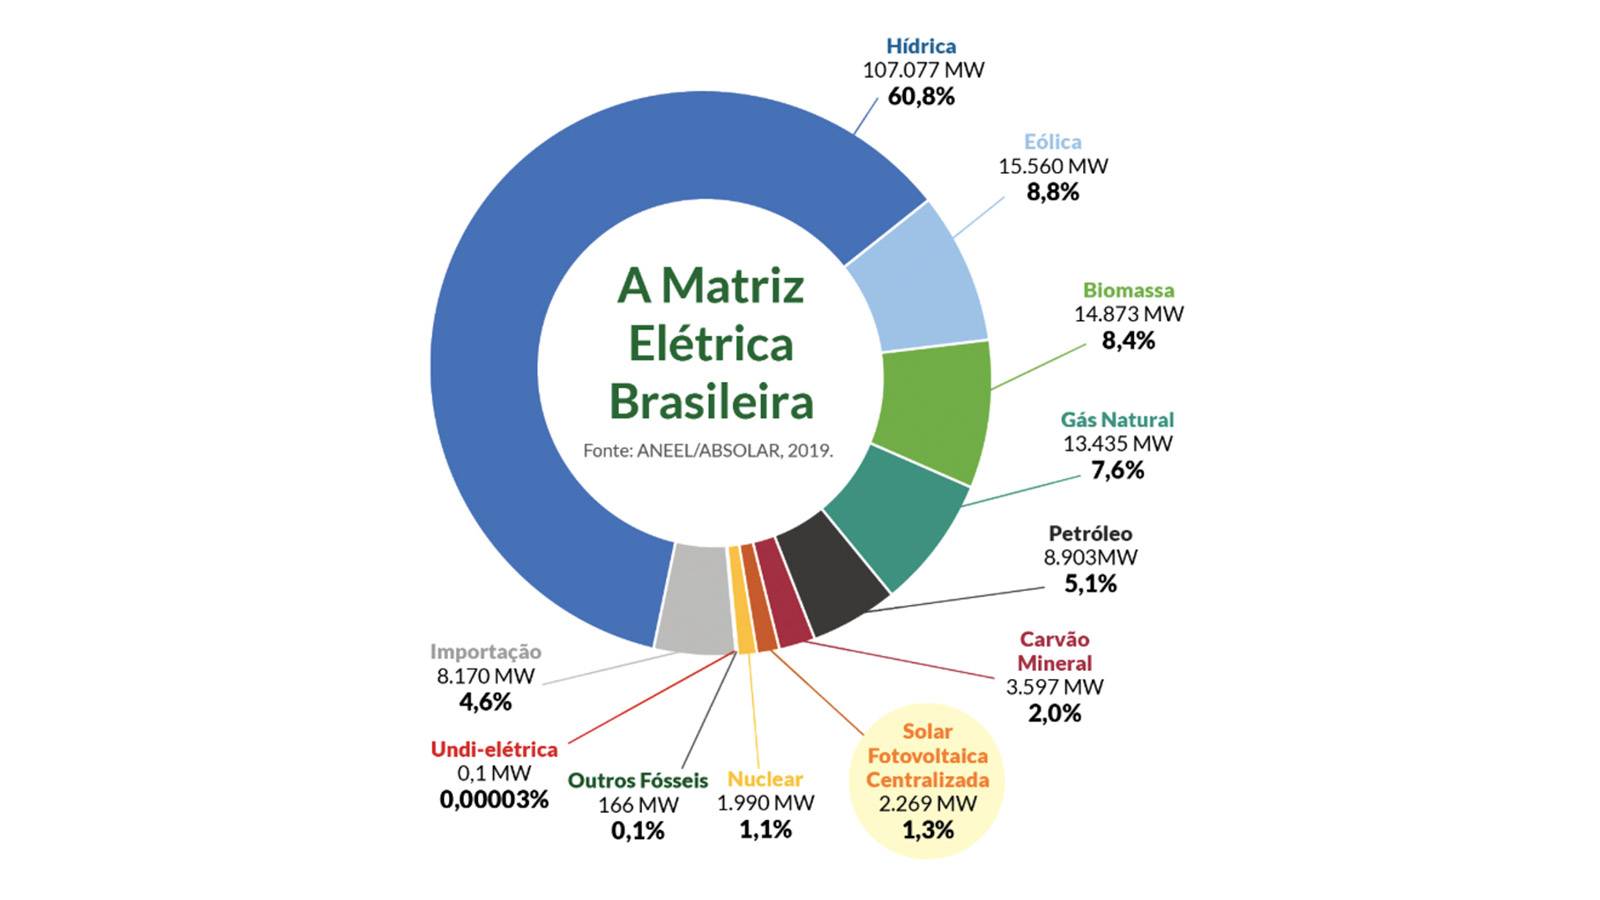 Hídrica
107.077 MW
60,8%
Eólica
15.560 MW
8,8%
Biomassa
14.873 MW
8,4%
Gás Natural
13.435 MW
7,6%
Petróleo
8.903MW
5,1%
Carvão
Mineral
3.597 MW
2,0%
Solar
Fotovoltaica
Centralizada
2.269 MW
1,3%
Nuclear
1.990 MW
1,1%
Outros Fósseis
166 MW
0,1%
Undi-elétrica
0,1 MW
0,00003%
Importação
8.170 MW
4,6%
A Matriz
Elétrica
Brasileira
Fonte: ANEEL/ABSOLAR, 2019.